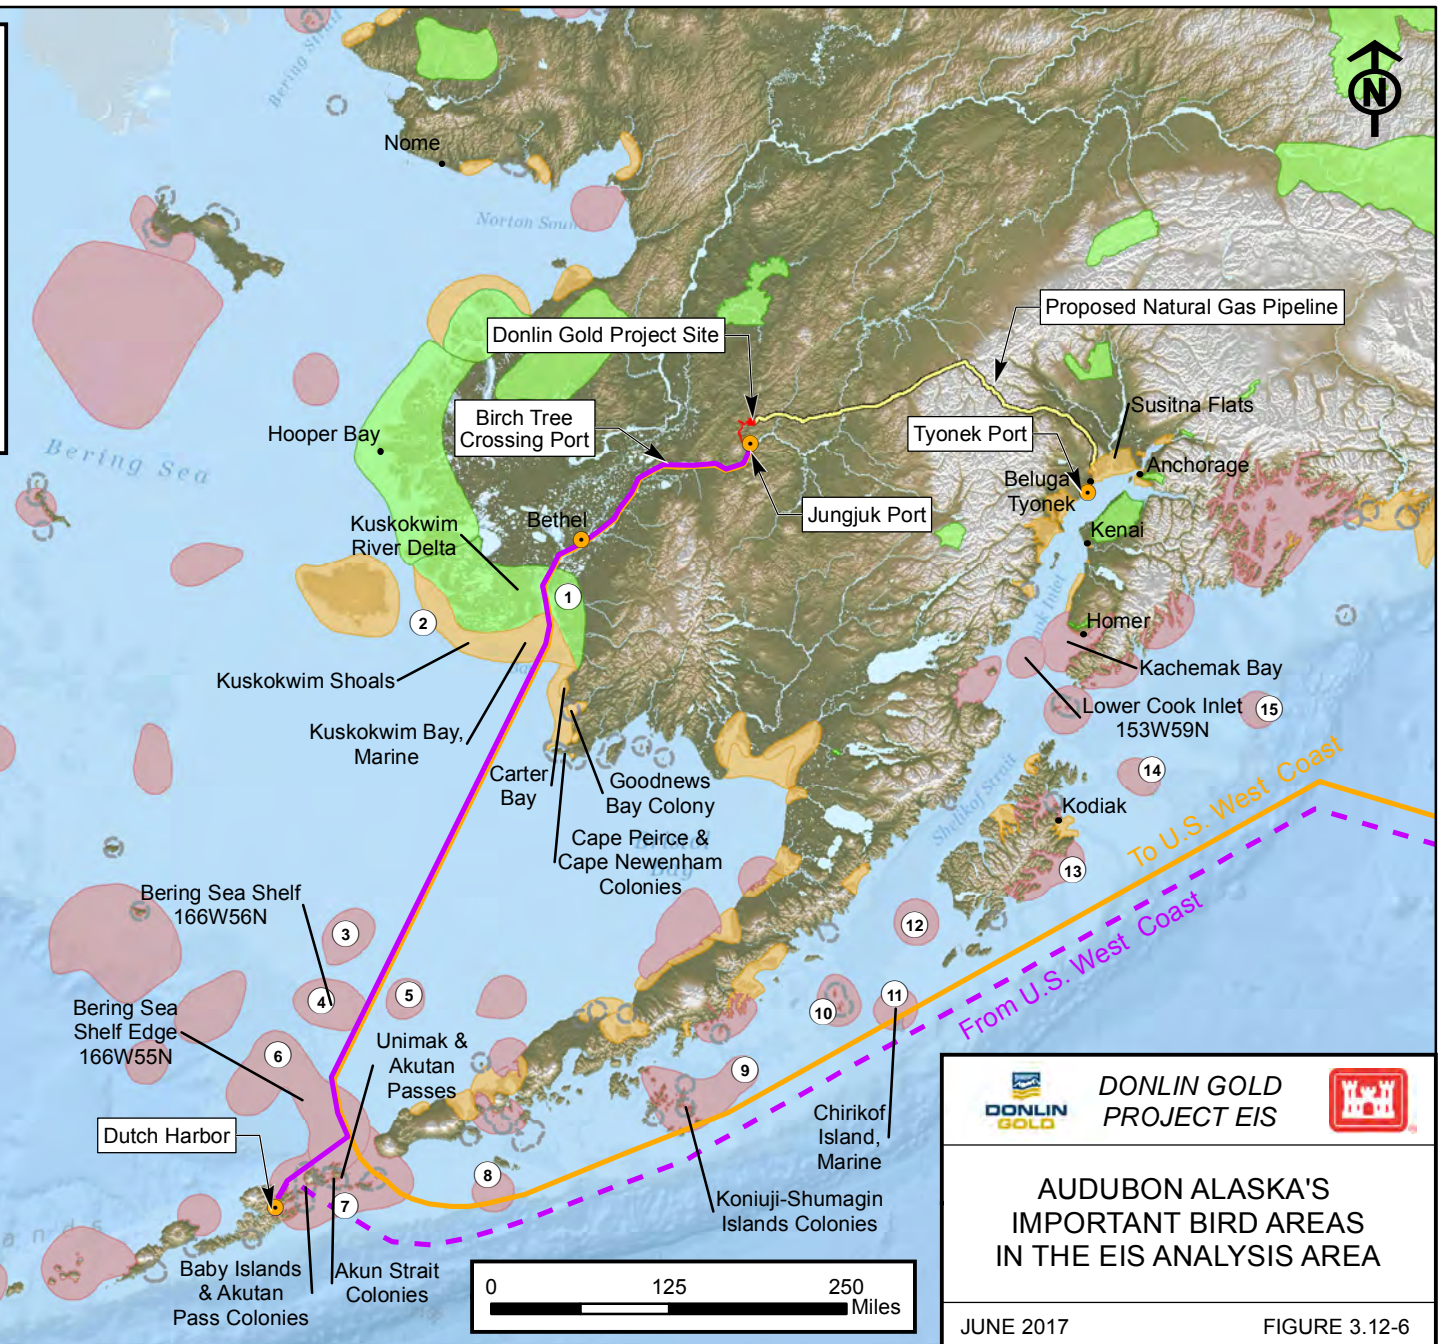 Bering Strait
N
Nome
Norton Sound
Proposed Natural Gas Pipeline
Donlin Gold Project Site
Susitna Flats
Birch Tree
Crossing Port
Tyonek Port
Hooper Bay
Bering Sea
Anchorage
Beluga
Tyonek
Jungjuk Port
Kuskokwim
River Delta
Bethel
Kenai
1
2
Cook Inlet
Homer
Kuskokwim Shoals
Kachemak Bay
Lower Cook Inlet
153W59N
15
Kuskokwim Bay,
Marine
Carter
Bay
Goodnews
Bay Colony
14
Shelikof Strait
Kodiak
To U.S. West Coast
Cape Peirce &
Cape Newenham
Colonies
Bristol
Bay
13
Bering Sea Shelf
166W56N
3
12
From U.S. West Coast
4
5
11
10
Bering Sea
Shelf Edge
166W55N
6
Unimak &
Akutan
Passes
9
Chirikof
Island,
Marine
Dutch Harbor
8
7
Koniuji-Shumagin
Islands Colonies
ands
Baby Islands
& Akutan
Pass Colonies
Akun Strait
Colonies
0 125 250
Miles
DONLIN
GOLD
DONLIN GOLD
PROJECT EIS
AUDUBON ALASKA'S
IMPORTANT BIRD AREAS
IN THE EIS ANALYSIS AREA
JUNE 2017 FIGURE 3.12-6